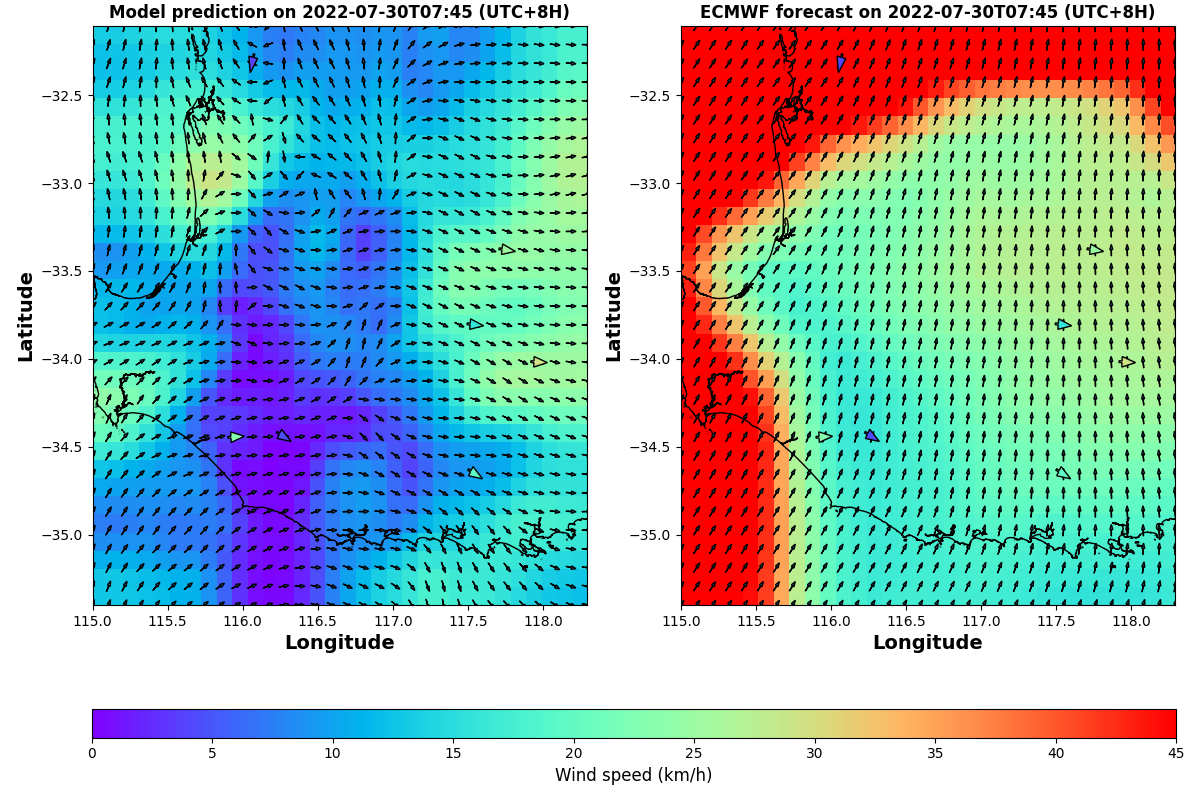 Model prediction on 2022-07-30T07:45 (UTC+8H)
ECMWF forecast on 2022-07-30T07:45 (UTC+8H)
−32.5
−33.0
−33.5
−34.0
−34.5
−35.0
Latitude
115.0 115.5 116.0 116.5 117.0 117.5 118.0
Longitude
−32.5
−33.0
−33.5
−34.0
−34.5
−35.0
Latitude
115.0 115.5 116.0 116.5 117.0 117.5 118.0
Longitude
0 5 10 15 20 25 30 35 40 45
Wind speed (km/h)